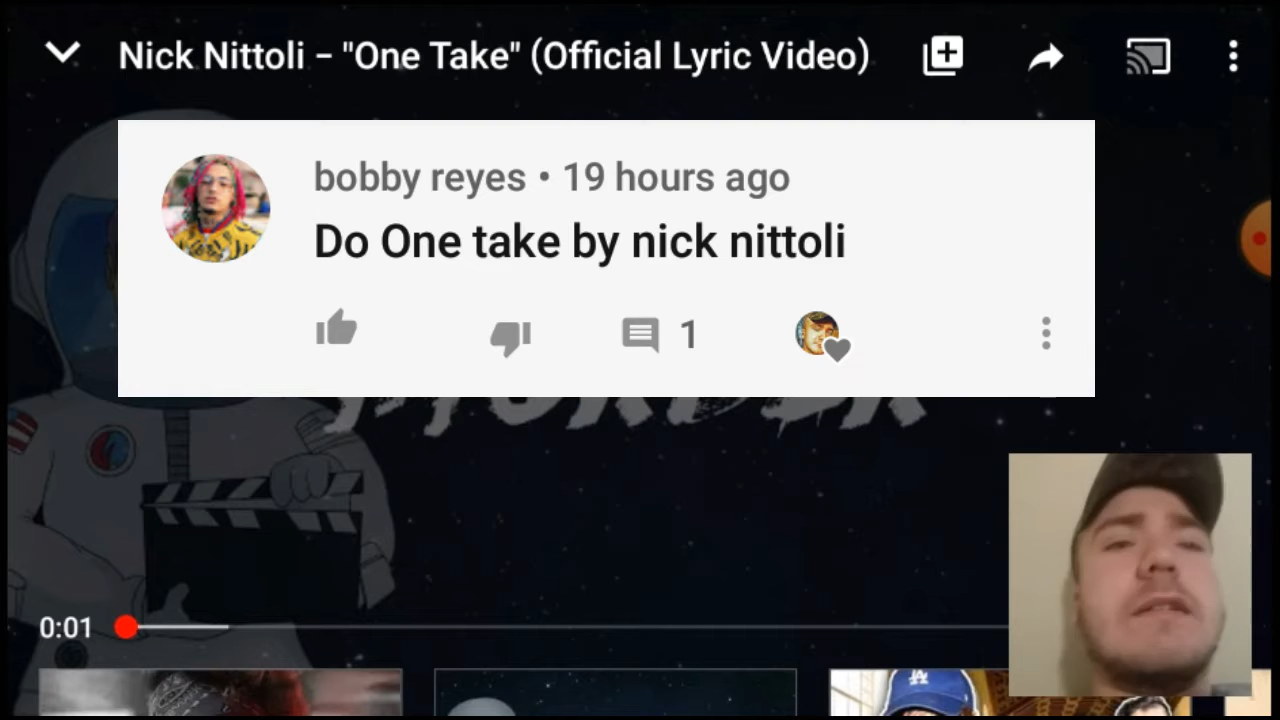 Nick Nittoli – "One Take" (Official Lyric Video)
bobby reyes • 19 hours ago
Do One take by nick nittoli
1
0:01
LA